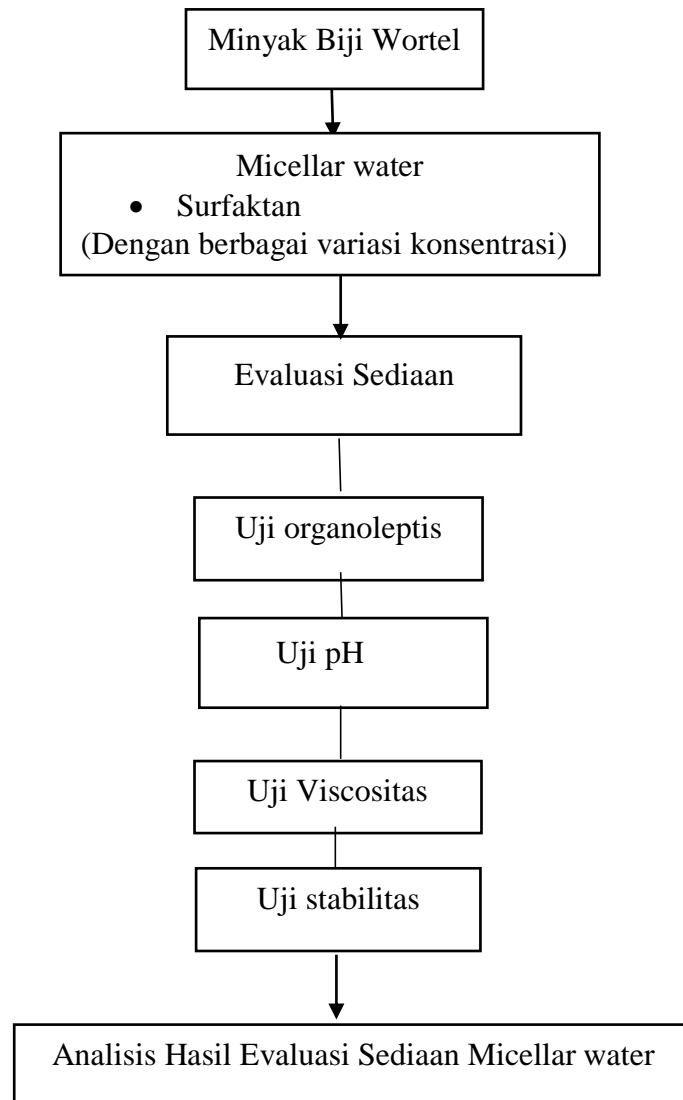 Minyak Biji Wortel
Micellar water
• Surfaktan
(Dengan berbagai variasi konsentrasi)
Evaluasi Sediaan
Uji organoleptis
Uji pH
Uji Viscositas
Uji stabilitas
Analisis Hasil Evaluasi Sediaan Micellar water